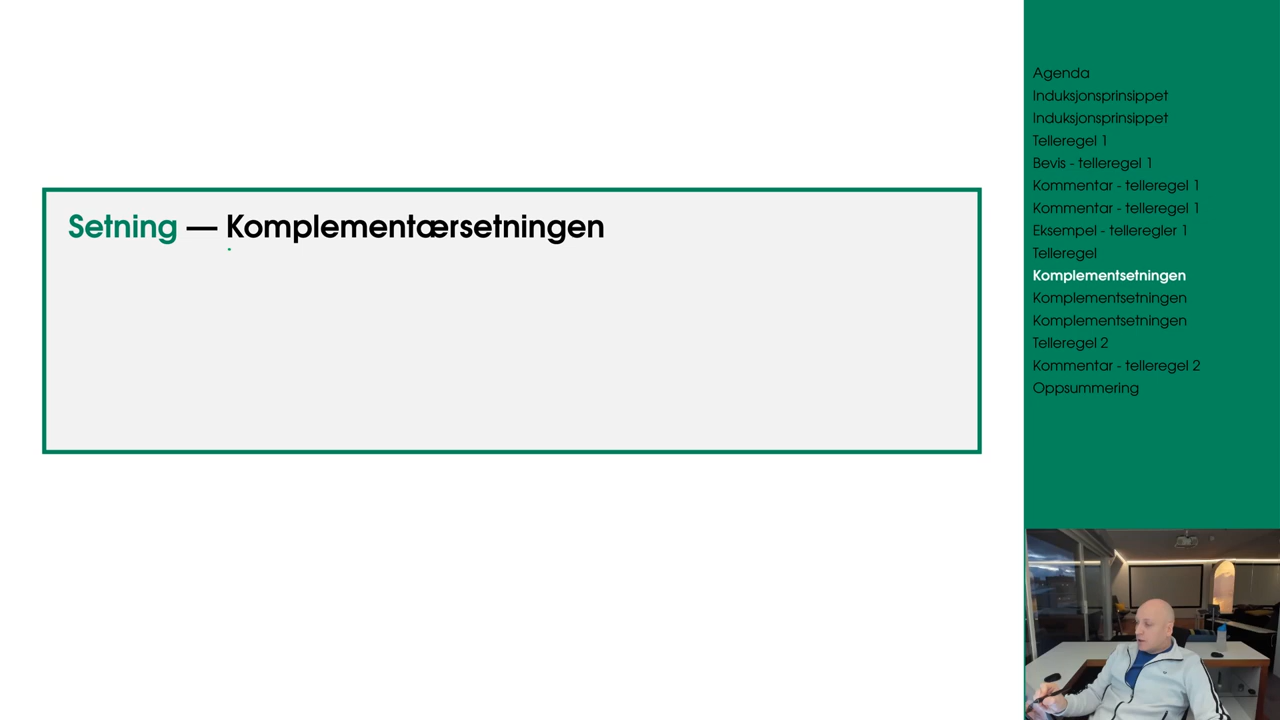 Setning — Komplementærsetningen
Agenda
Induksjonsprinsippet
Induksjonsprinsippet
Telleregel 1
Bevis - telleregel 1
Kommentar - telleregel 1
Kommentar - telleregel 1
Eksempel - telleregler 1
Telleregel
Komplementsetningen
Komplementsetningen
Komplementsetningen
Telleregel 2
Kommentar - telleregel 2
Oppsummering